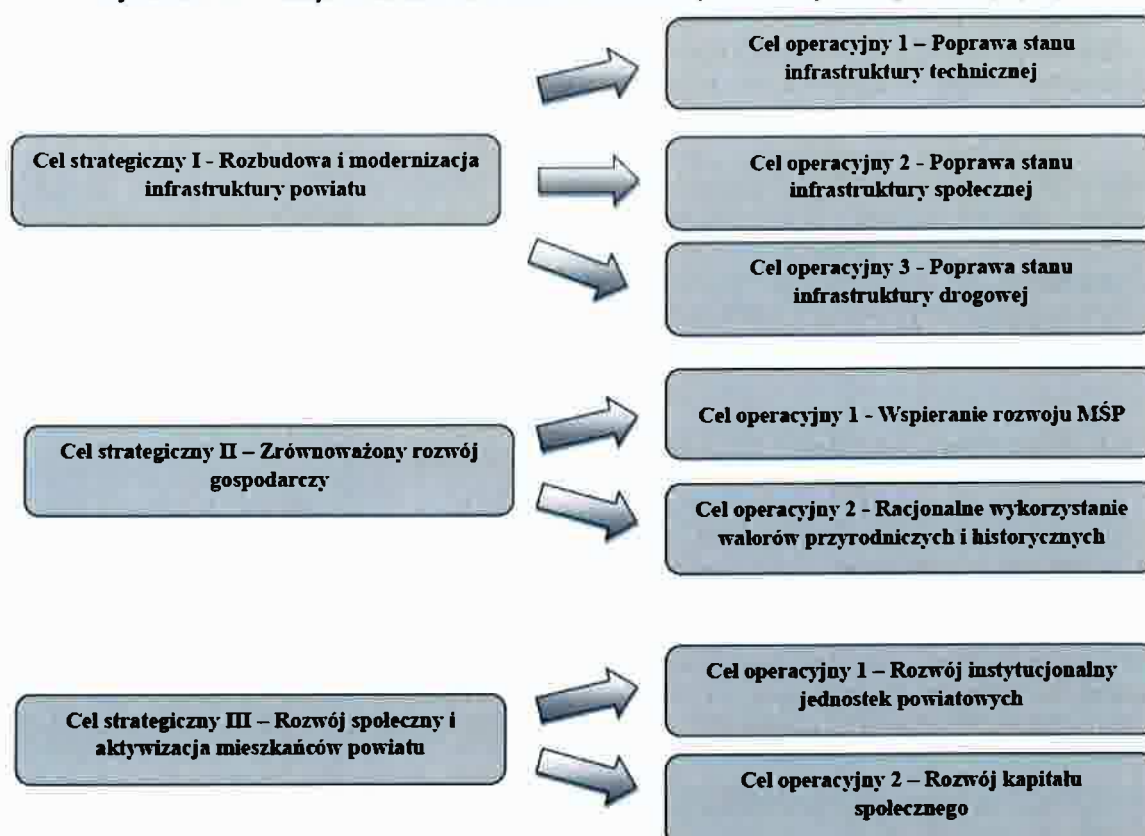 Cel operacyjny 1 – Poprawa stanu
infrastruktury technicznej
Cel strategiczny I - Rozbudowa i modernizacja
infrastruktury powiatu
Cel operacyjny 2 - Poprawa stanu
infrastruktury społecznej
Cel operacyjny 3 - Poprawa stanu
infrastruktury drogowej
Cel strategiczny II – Zrównoważony rozwój
gospodarczy
Cel operacyjny 1 - Wspieranie rozwoju MŚP
Cel operacyjny 2 - Racjonalne wykorzystanie
walorów przyrodniczych i historycznych
Cel strategiczny III – Rozwój społeczny i
aktywizacja mieszkańców powiatu
Cel operacyjny 1 – Rozwój instytucjonalny
jednostek powiatowych
Cel operacyjny 2 – Rozwój kapitału
społecznego